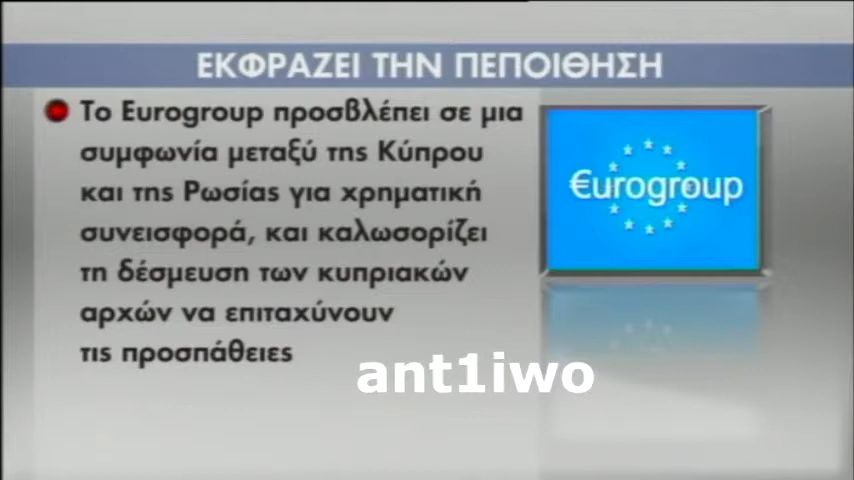 ΕΚΦΡΑΖΕΙ ΤΗΝ ΠΕΠΟΙΘΗΣΗ
Το Eurogroup προσβλέπει σε μια
συμφωνία μεταξύ της Κύπρου
και της Ρωσίας για χρηματική
συνεισφορά, και καλωσορίζει
τη δέσμευση των κυπριακών
αρχών να επιταχύνουν
τις προσπάθειες
€urogroup
ant1iwo